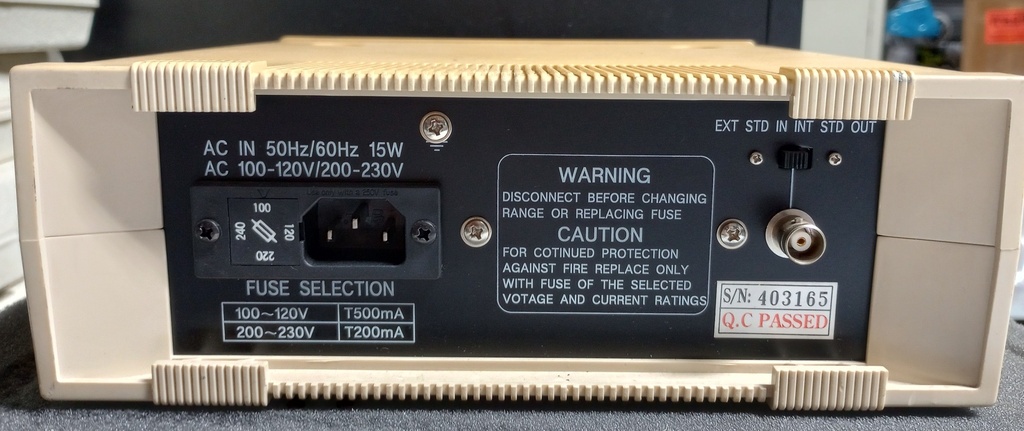 AC IN 50Hz/60Hz 15W
AC 100-120V/200-230V
100
120
220
240
FUSE SELECTION
100~120V T500mA
200~230V T200mA
WARNING
DISCONNECT BEFORE CHANGING
RANGE OR REPLACING FUSE
CAUTION
FOR COTINUED PROTECTION
AGAINST FIRE REPLACE ONLY
WITH FUSE OF THE SELECTED
VOTAGE AND CURRENT RATINGS
EXT STD IN INT STD OUT
S/N: 403165
Q.C PASSED